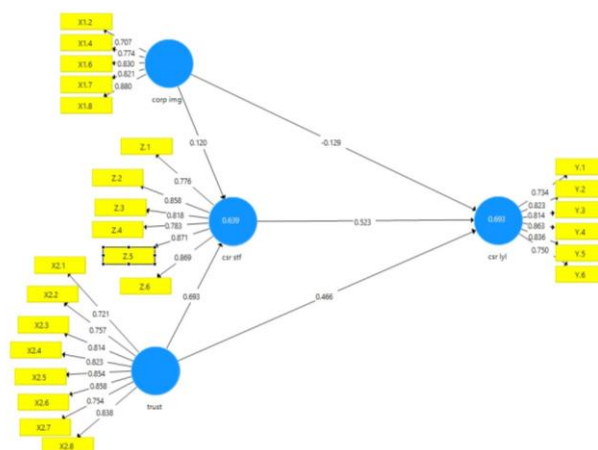 X1.2
X1.4
X1.6
X1.7
X1.8
0.707
0.774
0.830
0.821
0.880
corp img
0.120
-0.129
Z.1
Z.2
Z.3
Z.4
Z.5
Z.6
0.776
0.858
0.818
0.783
0.871
0.869
0.639
csr stf
0.523
0.693
csr lyl
0.734
0.823
0.814
0.863
0.836
0.750
Y.1
Y.2
Y.3
Y.4
Y.5
Y.6
0.693
0.466
X2.1
X2.2
X2.3
X2.4
X2.5
X2.6
X2.7
X2.8
0.721
0.757
0.814
0.823
0.854
0.858
0.754
0.838
trust